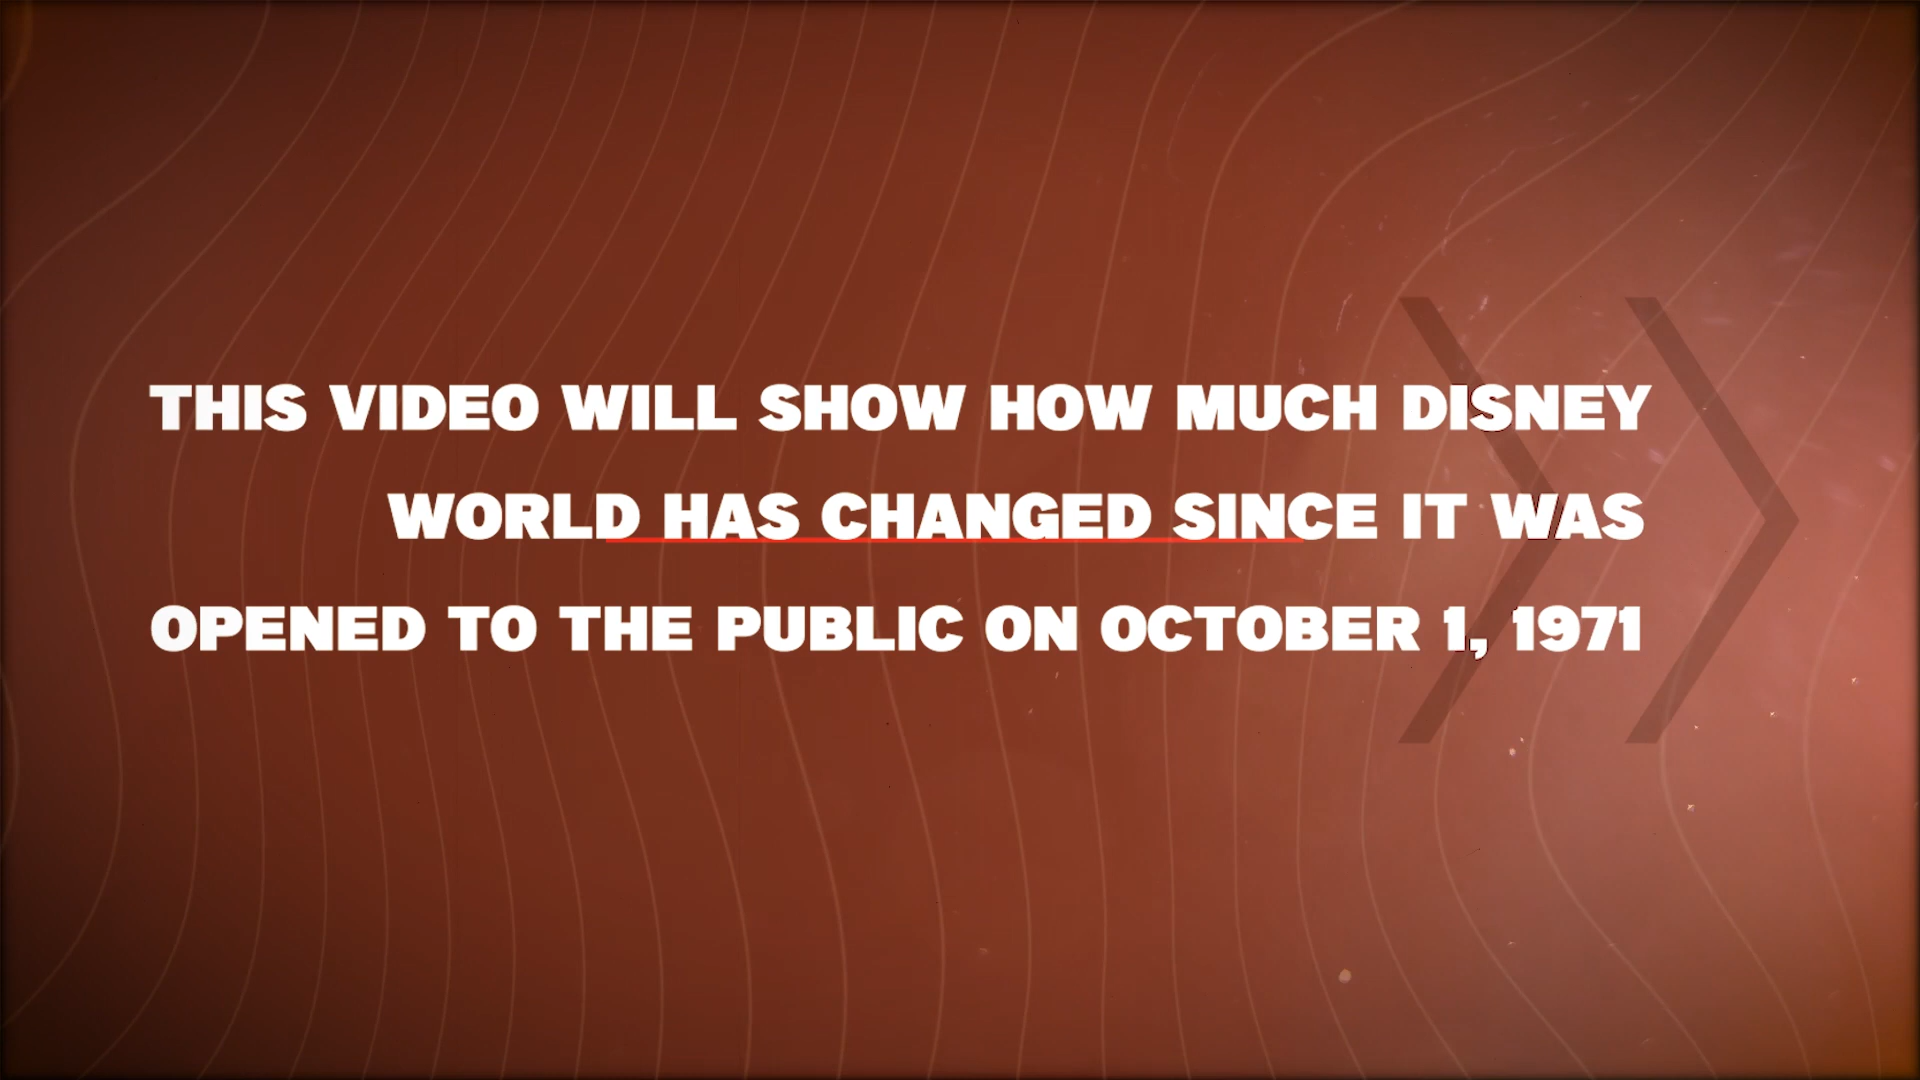 THIS VIDEO WILL SHOW HOW MUCH DISNEY
WORLD HAS CHANGED SINCE IT WAS
OPENED TO THE PUBLIC ON OCTOBER 1, 1971